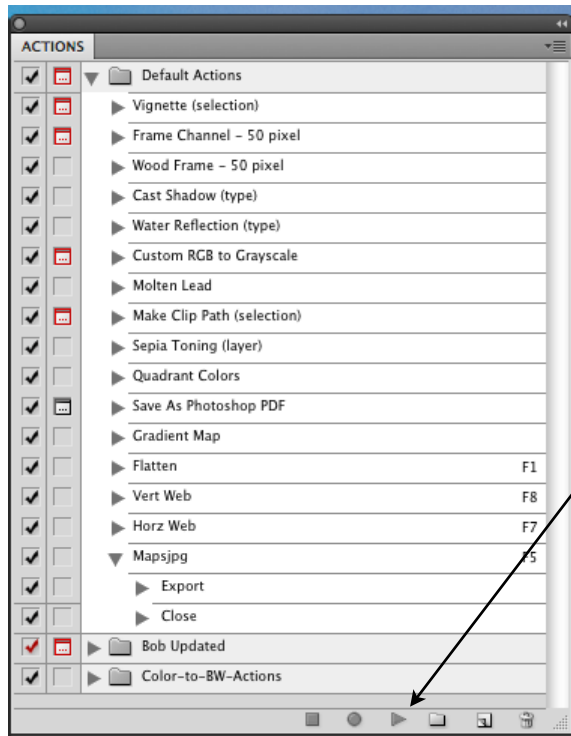 ACTIONS
Default Actions
Vignette (selection)
Frame Channel – 50 pixel
Wood Frame – 50 pixel
Cast Shadow (type)
Water Reflection (type)
Custom RGB to Grayscale
Molten Lead
Make Clip Path (selection)
Sepia Toning (layer)
Quadrant Colors
Save As Photoshop PDF
Gradient Map
Flatten F1
Vert Web F8
Horz Web F7
Mapsjpg F5
Export
Close
Bob Updated
Color-to-BW-Actions